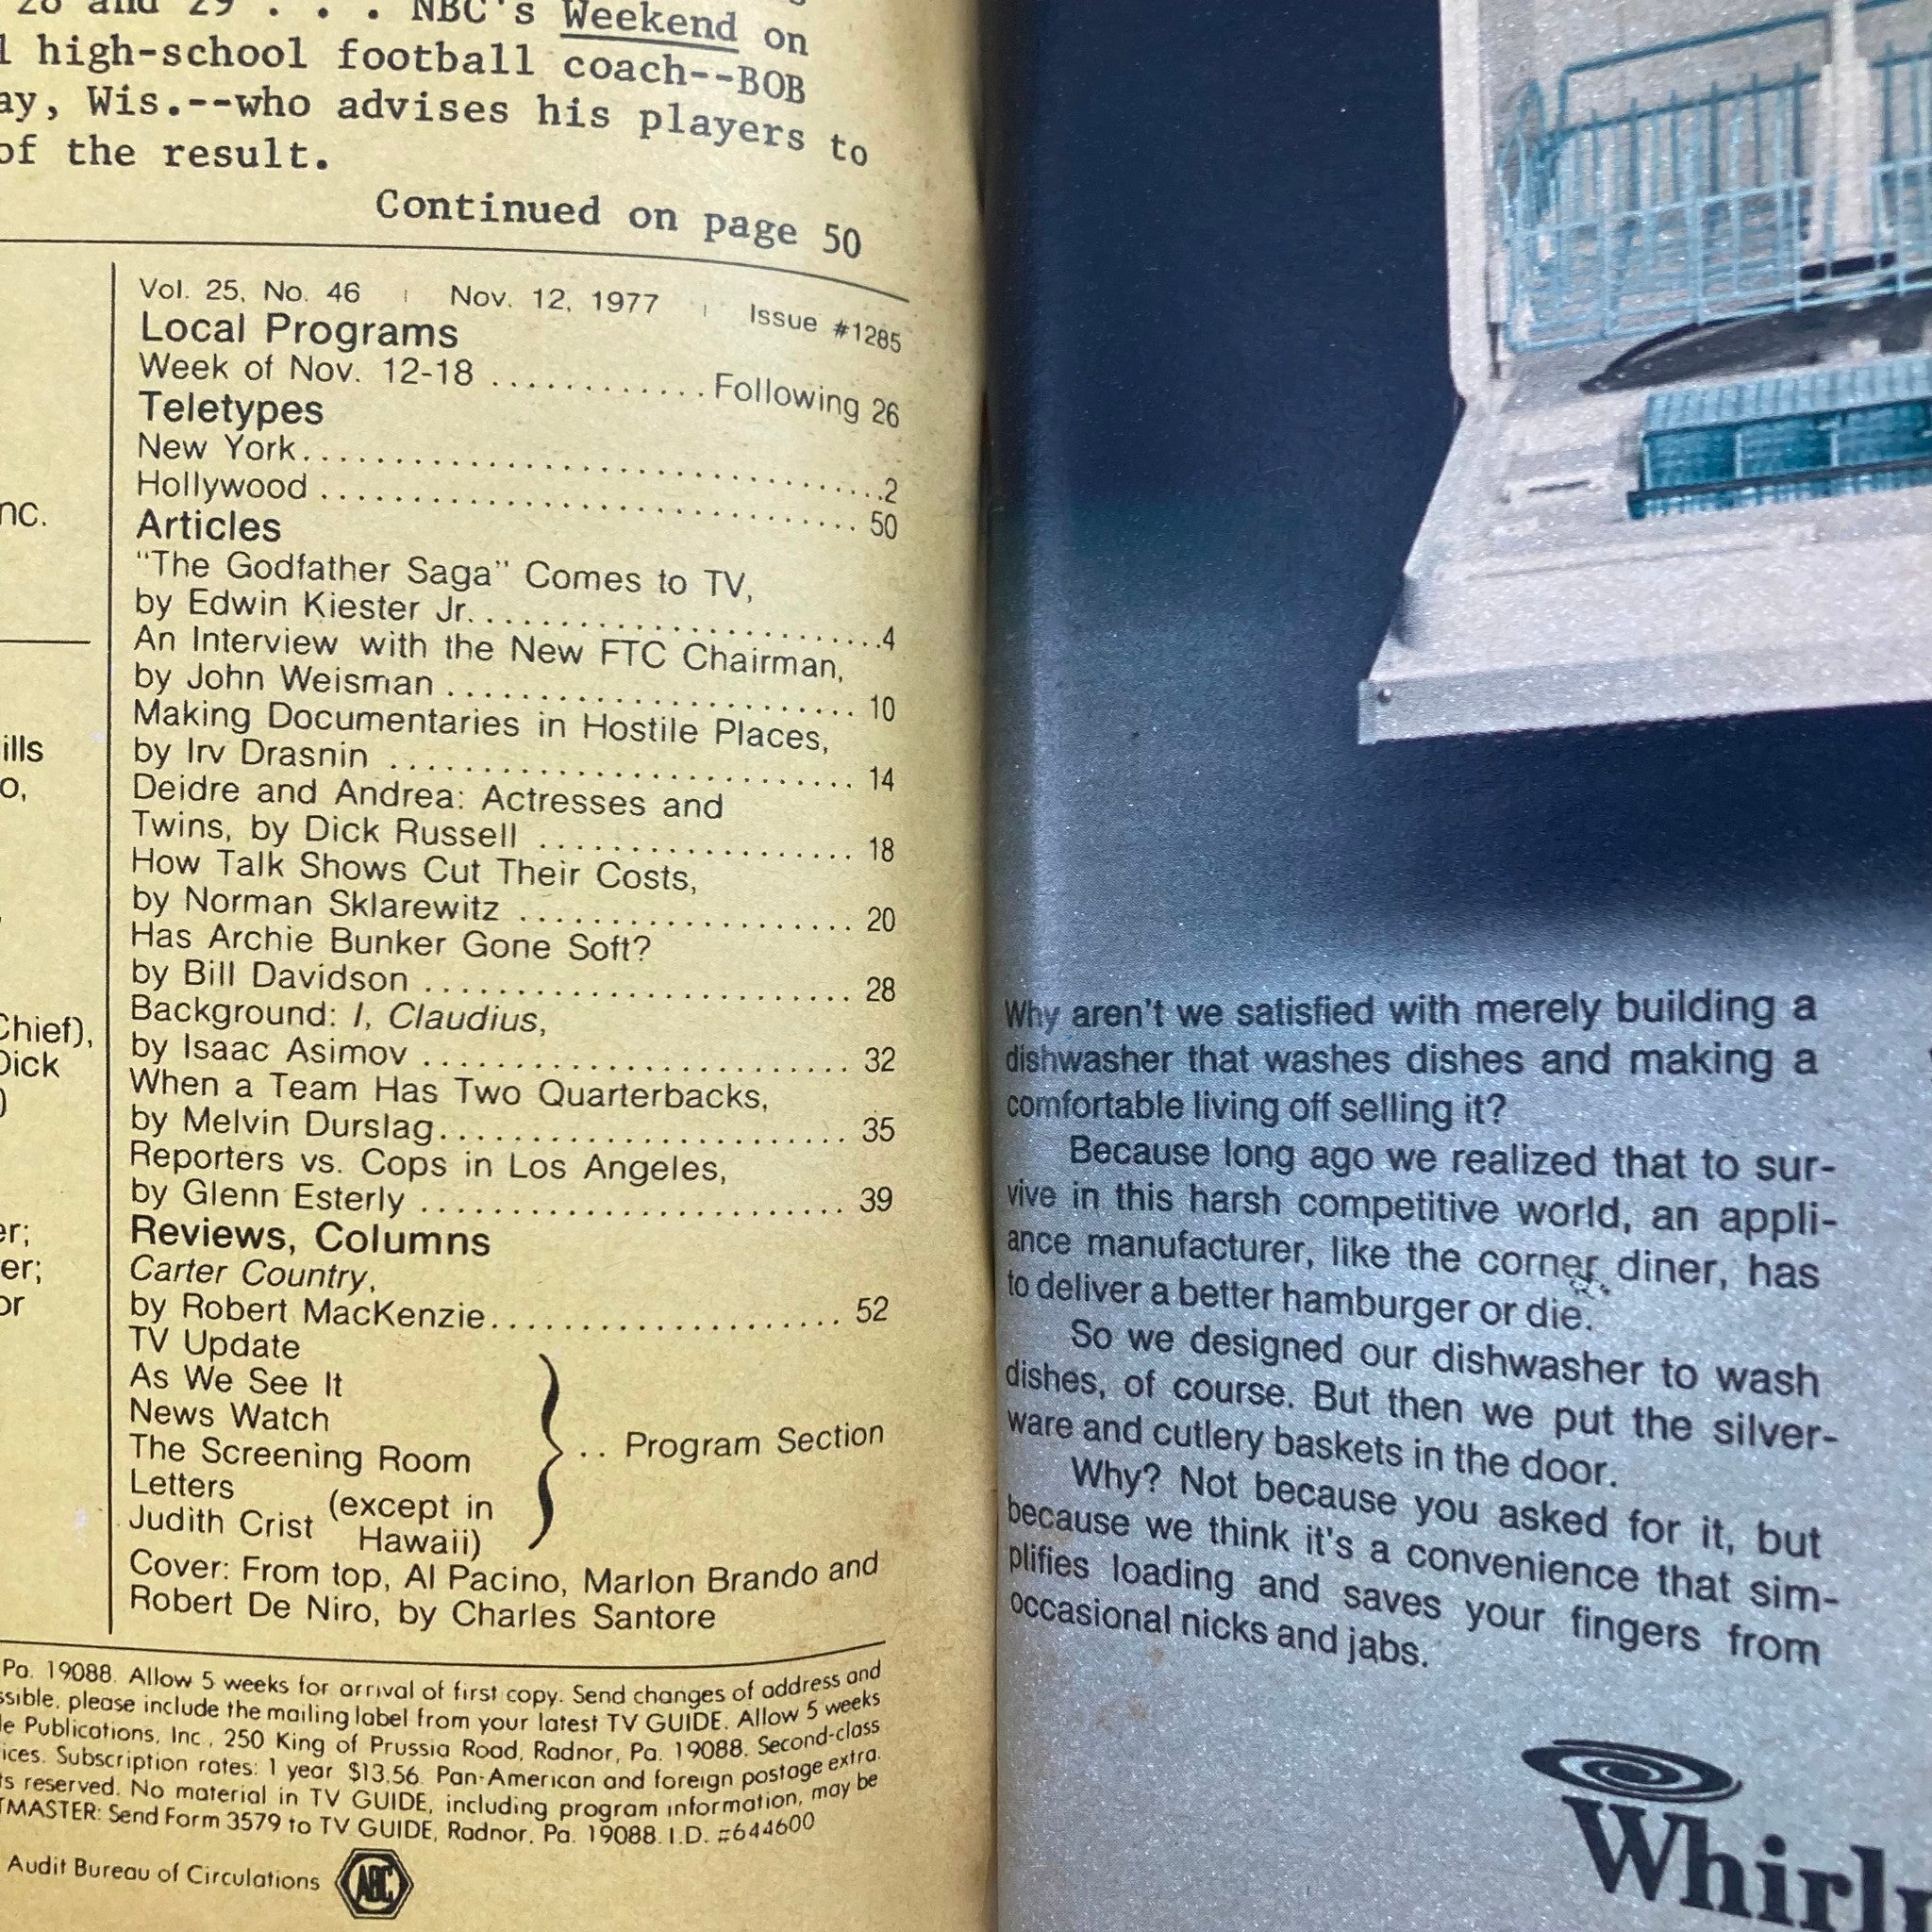 28 and 29 . . . NBC's Weekend on
high-school football coach--BOB
ay, Wis.--who advises his players to
of the result.
Continued on page 50
nc.
ills
o,
Chief),
Dick
)
er;
er;
or
Vol. 25, No. 46 | Nov. 12, 1977 | Issue #1285
Local Programs
Week of Nov. 12-18 ............ Following 26
Teletypes
New York..............................2
Hollywood .............................. 50
Articles
"The Godfather Saga" Comes to TV,
by Edwin Kiester Jr. ........................4
An Interview with the New FTC Chairman,
by John Weisman ........................ 10
Making Documentaries in Hostile Places,
by Irv Drasnin ........................... 14
Deidre and Andrea: Actresses and
Twins, by Dick Russell .................. 18
How Talk Shows Cut Their Costs,
by Norman Sklarewitz ................... 20
Has Archie Bunker Gone Soft?
by Bill Davidson ........................ 28
Background: I, Claudius,
by Isaac Asimov ......................... 32
When a Team Has Two Quarterbacks,
by Melvin Durslag........................ 35
Reporters vs. Cops in Los Angeles,
by Glenn Esterly ........................ 39
Reviews, Columns
Carter Country,
by Robert MacKenzie.................... 52
TV Update
As We See It
News Watch
The Screening Room
.. Program Section
Letters
Judith Crist (except in
Hawaii)
Cover: From top, Al Pacino, Marlon Brando and
Robert De Niro, by Charles Santore
Pa. 19088. Allow 5 weeks for arrival of first copy. Send changes of address and
ssible, please include the mailing label from your latest TV GUIDE. Allow 5 weeks
le Publications, Inc., 250 King of Prussia Road, Radnor, Pa. 19088. Second-class
ices. Subscription rates: 1 year $13.56. Pan-American and foreign postage extra.
ts reserved. No material in TV GUIDE, including program information, may be
TMASTER: Send Form 3579 to TV GUIDE, Radnor, Pa. 19088. I.D. #644600
Audit Bureau of Circulations ABC
Why aren't we satisfied with merely building a
dishwasher that washes dishes and making a
comfortable living off selling it?
Because long ago we realized that to sur-
vive in this harsh competitive world, an appli-
ance manufacturer, like the corner diner, has
to deliver a better hamburger or die.
So we designed our dishwasher to wash
dishes, of course. But then we put the silver-
ware and cutlery baskets in the door.
Why? Not because you asked for it, but
because we think it's a convenience that sim-
plifies loading and saves your fingers from
occasional nicks and jabs.
Whirl